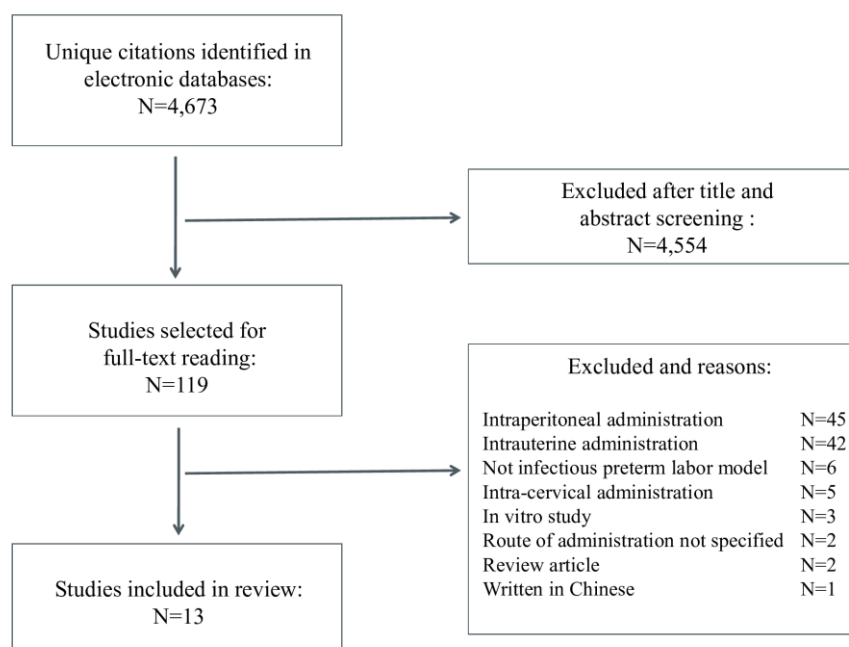 Unique citations identified in
electronic databases:
N=4,673
Excluded after title and
abstract screening :
N=4,554
Studies selected for
full-text reading:
N=119
Excluded and reasons:
Intraperitoneal administration N=45
Intrauterine administration N=42
Not infectious preterm labor model N=6
Intra-cervical administration N=5
In vitro study N=3
Route of administration not specified N=2
Review article N=2
Written in Chinese N=1
Studies included in review:
N=13